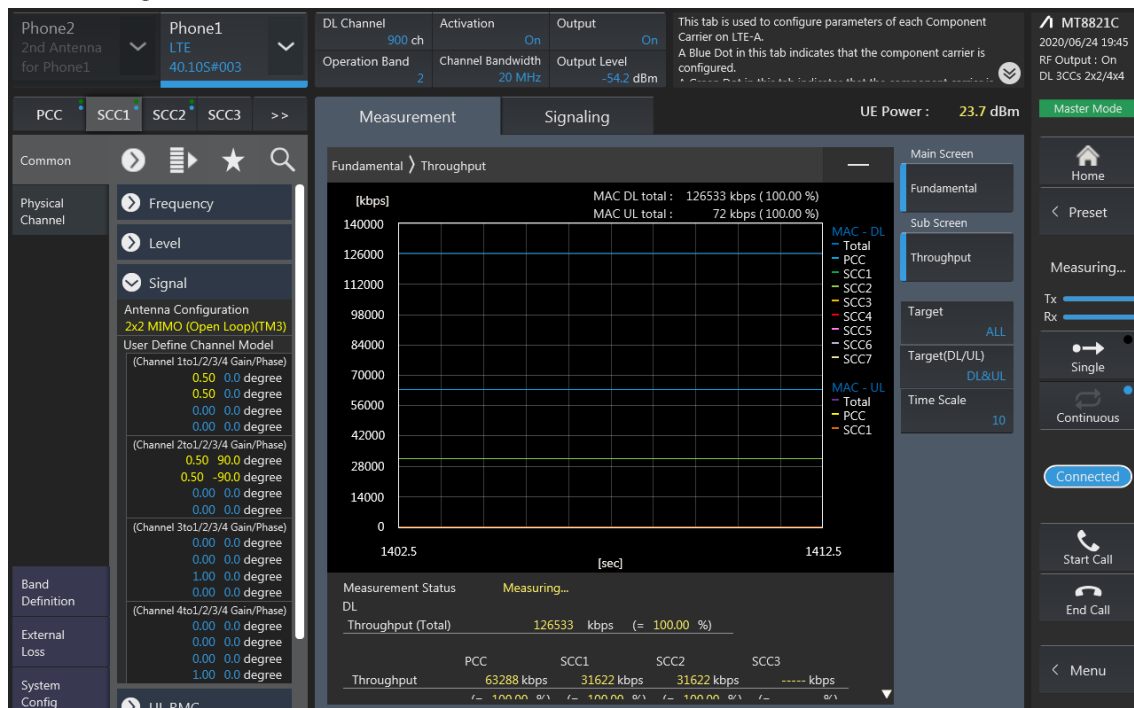 Phone2
2nd Antenna
for Phone1
Phone1
LTE
40.10S#003
DL Channel
900 ch
Operation Band
2
Activation
On
Channel Bandwidth
20 MHz
Output
On
Output Level
-54.2 dBm
This tab is used to configure parameters of each Component
Carrier on LTE-A.
A Blue Dot in this tab indicates that the component carrier is
configured.
MT8821C
2020/06/24 19:45
RF Output : On
DL 3CCs 2x2/4x4
PCC SCC1 SCC2 SCC3 >>
Measurement
Signaling
UE Power : 23.7 dBm
Master Mode
Common
Physical
Channel
Frequency
Level
Signal
Antenna Configuration
2x2 MIMO (Open Loop)(TM3)
User Define Channel Model
(Channel 1to1/2/3/4 Gain/Phase)
0.50 0.0 degree
0.50 0.0 degree
0.00 0.0 degree
0.00 0.0 degree
(Channel 2to1/2/3/4 Gain/Phase)
0.50 90.0 degree
0.50 -90.0 degree
0.00 0.0 degree
0.00 0.0 degree
(Channel 3to1/2/3/4 Gain/Phase)
0.00 0.0 degree
0.00 0.0 degree
1.00 0.0 degree
0.00 0.0 degree
(Channel 4to1/2/3/4 Gain/Phase)
0.00 0.0 degree
0.00 0.0 degree
0.00 0.0 degree
1.00 0.0 degree
UL RMC
Band
Definition
External
Loss
System
Config
Fundamental 〉 Throughput
[kbps]
MAC DL total : 126533 kbps ( 100.00 %)
MAC UL total : 72 kbps ( 100.00 %)
140000
126000
112000
98000
84000
70000
56000
42000
28000
14000
0
1402.5
1412.5
[sec]
MAC - DL
Total
PCC
SCC1
SCC2
SCC3
SCC4
SCC5
SCC6
SCC7
MAC - UL
Total
PCC
SCC1
Measurement Status Measuring...
DL
Throughput (Total) 126533 kbps (= 100.00 %)
PCC SCC1 SCC2 SCC3
Throughput 63288 kbps 31622 kbps 31622 kbps ----- kbps
(= 100.00 %) (= 100.00 %) (= 100.00 %) (= %)
Main Screen
Fundamental
Sub Screen
Throughput
Target
ALL
Target(DL/UL)
DL&UL
Time Scale
10
Home
< Preset
Measuring...
Tx
Rx
Single
Continuous
Connected
Start Call
End Call
< Menu